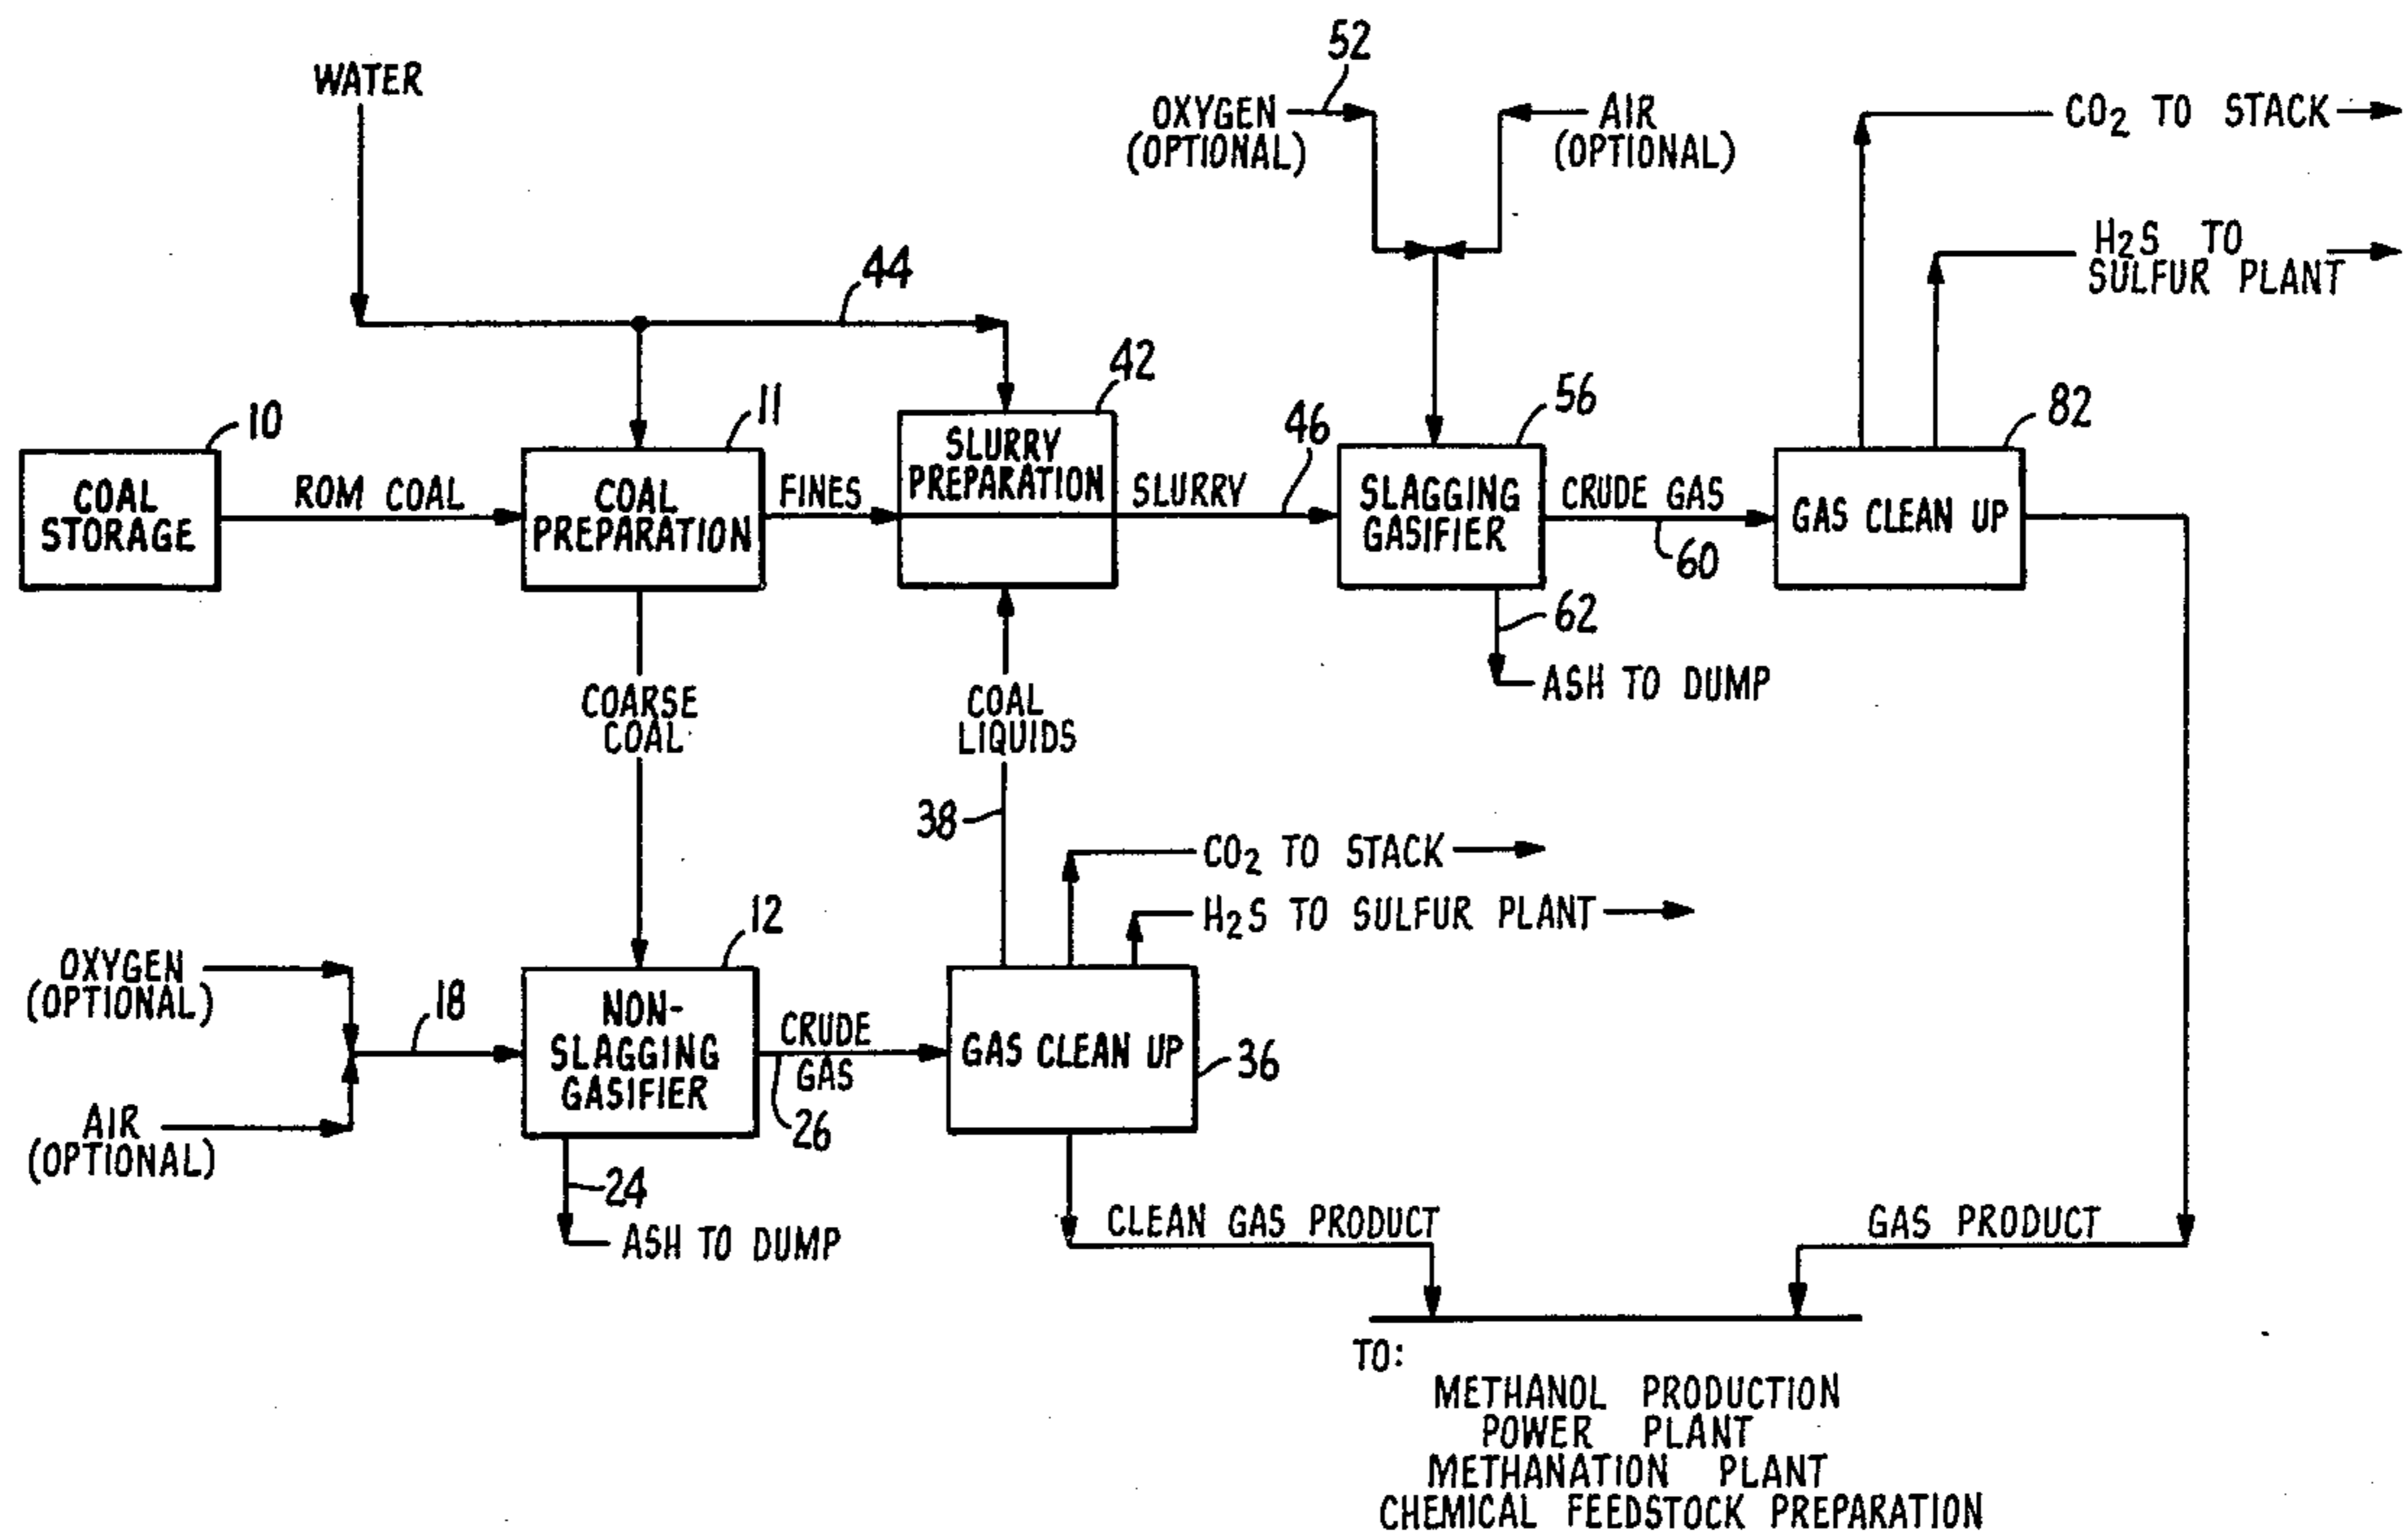 WATER
52
OXYGEN
(OPTIONAL)
AIR
(OPTIONAL)
CO2 TO STACK
H2S TO
SULFUR PLANT
44
10
11
42
46
56
82
COAL
STORAGE
ROM COAL
COAL
PREPARATION
FINES
SLURRY
PREPARATION
SLURRY
SLAGGING
GASIFIER
CRUDE GAS
60
GAS CLEAN UP
62
ASH TO DUMP
COARSE
COAL
COAL
LIQUIDS
38
CO2 TO STACK
H2S TO SULFUR PLANT
12
OXYGEN
(OPTIONAL)
18
AIR
(OPTIONAL)
NON-
SLAGGING
GASIFIER
CRUDE
GAS
26
GAS CLEAN UP
36
24
ASH TO DUMP
CLEAN GAS PRODUCT
GAS PRODUCT
TO:
METHANOL PRODUCTION
POWER PLANT
METHANATION PLANT
CHEMICAL FEEDSTOCK PREPARATION